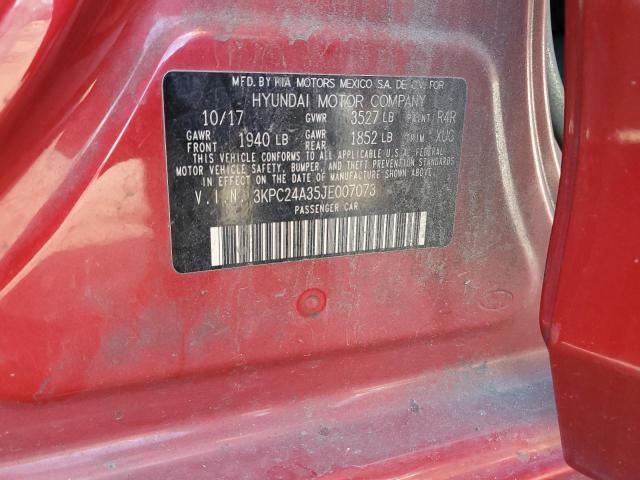 MFD. BY KIA MOTORS MEXICO S.A. DE C.V. FOR
HYUNDAI MOTOR COMPANY
10/17 GVWR 3527 LB PAINT: R4R
GAWR FRONT 1940 LB GAWR REAR 1852 LB TRIM: XUG
THIS VEHICLE CONFORMS TO ALL APPLICABLE U.S.A. FEDERAL
MOTOR VEHICLE SAFETY, BUMPER, AND THEFT PREVENTION STANDARDS
IN EFFECT ON THE DATE OF MANUFACTURE SHOWN ABOVE.
V.I.N. 3KPC24A35JE007073
PASSENGER CAR